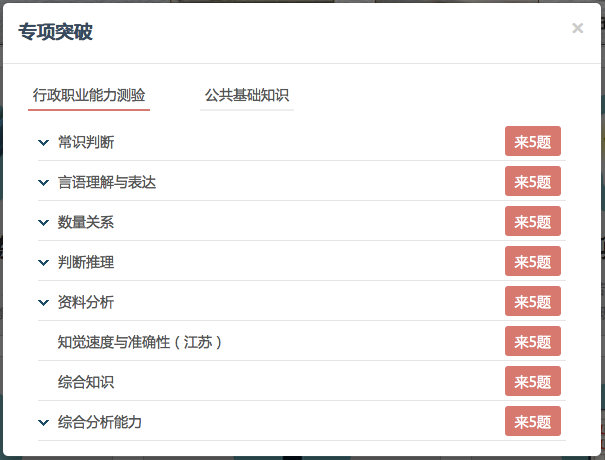 专项突破
×
行政职业能力测验 公共基础知识
常识判断 来5题
言语理解与表达 来5题
数量关系 来5题
判断推理 来5题
资料分析 来5题
知觉速度与准确性（江苏） 来5题
综合知识 来5题
综合分析能力 来5题